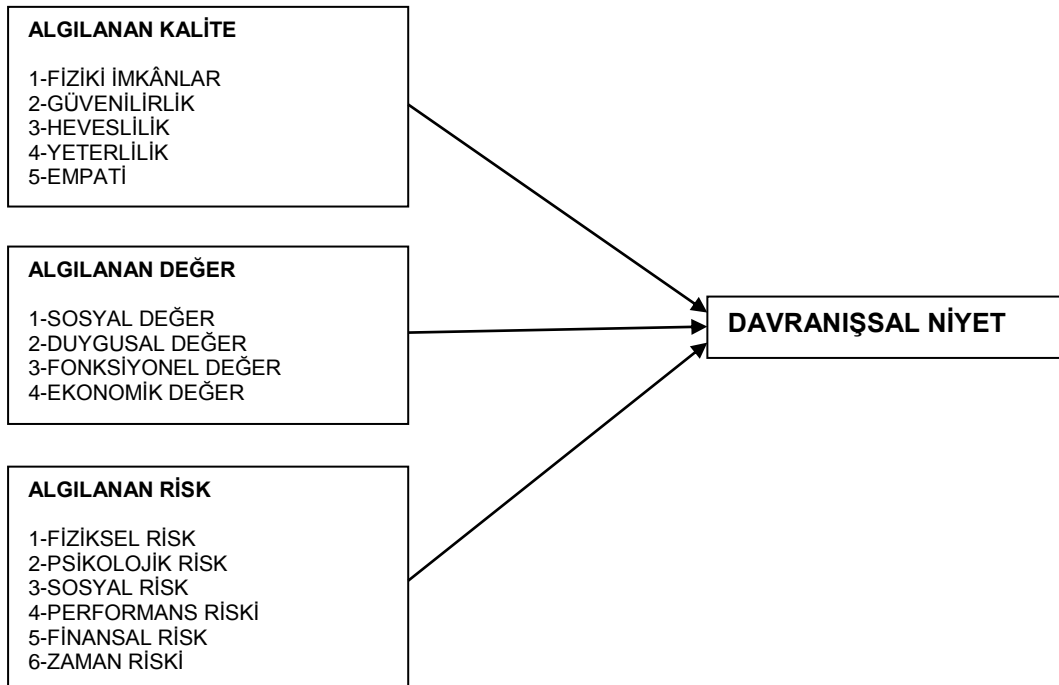 ALGILANAN KALİTE
1-FİZİKİ İMKÂNLAR
2-GÜVENİLİRLİK
3-HEVESLİLİK
4-YETERLİLİK
5-EMPATİ
ALGILANAN DEĞER
1-SOSYAL DEĞER
2-DUYGUSAL DEĞER
3-FONKSİYONEL DEĞER
4-EKONOMİK DEĞER
DAVRANIŞSAL NİYET
ALGILANAN RİSK
1-FİZİKSEL RİSK
2-PSİKOLOJİK RİSK
3-SOSYAL RİSK
4-PERFORMANS RİSKİ
5-FİNANSAL RİSK
6-ZAMAN RİSKİ